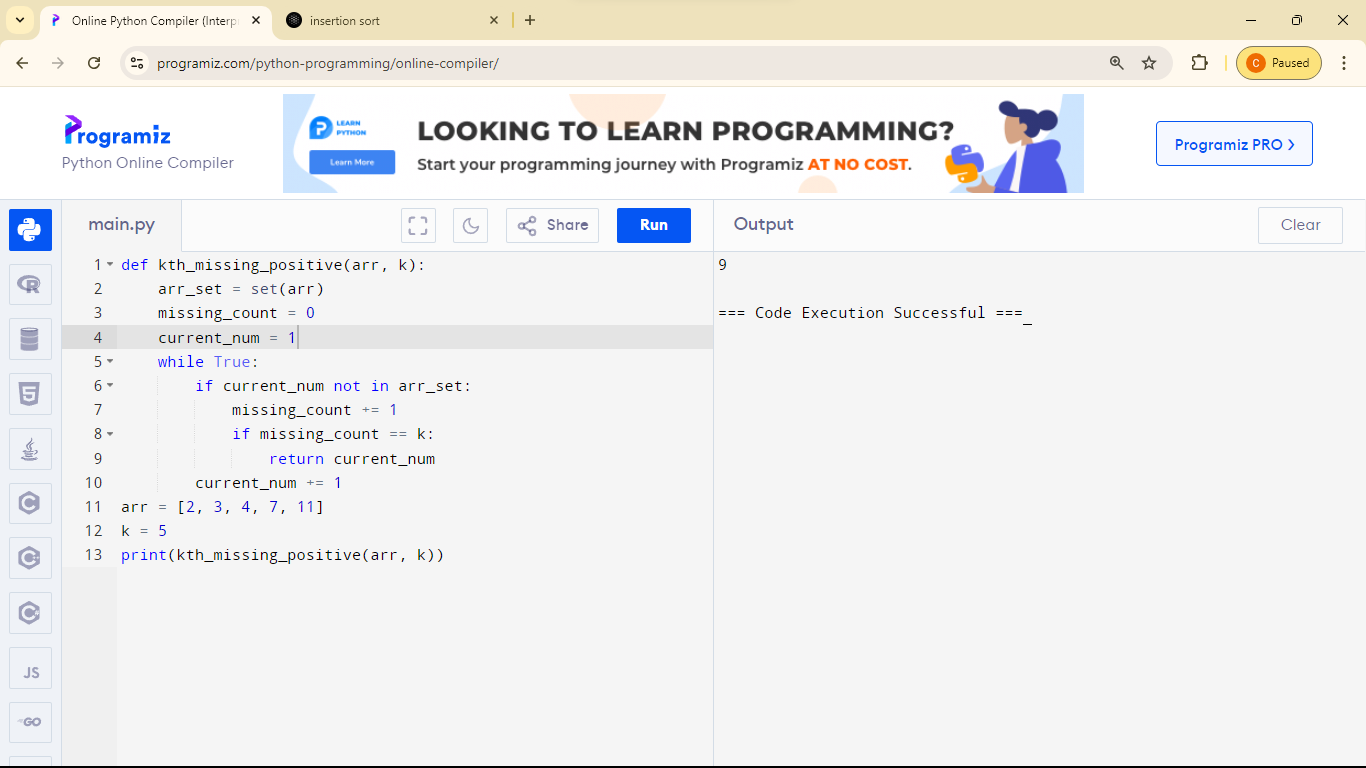 Online Python Compiler (Interp
insertion sort
programiz.com/python-programming/online-compiler/
C Paused
Programiz
Python Online Compiler
LEARN
PYTHON
Learn More
LOOKING TO LEARN PROGRAMMING?
Start your programming journey with Programiz AT NO COST.
Programiz PRO >
main.py
Share
Run
Output
Clear
1 def kth_missing_positive(arr, k):
2     arr_set = set(arr)
3     missing_count = 0
4     current_num = 1
5     while True:
6         if current_num not in arr_set:
7             missing_count += 1
8             if missing_count == k:
9                 return current_num
10         current_num += 1
11 arr = [2, 3, 4, 7, 11]
12 k = 5
13 print(kth_missing_positive(arr, k))
9
=== Code Execution Successful ===_
R
5
C
C
C
JS
GO